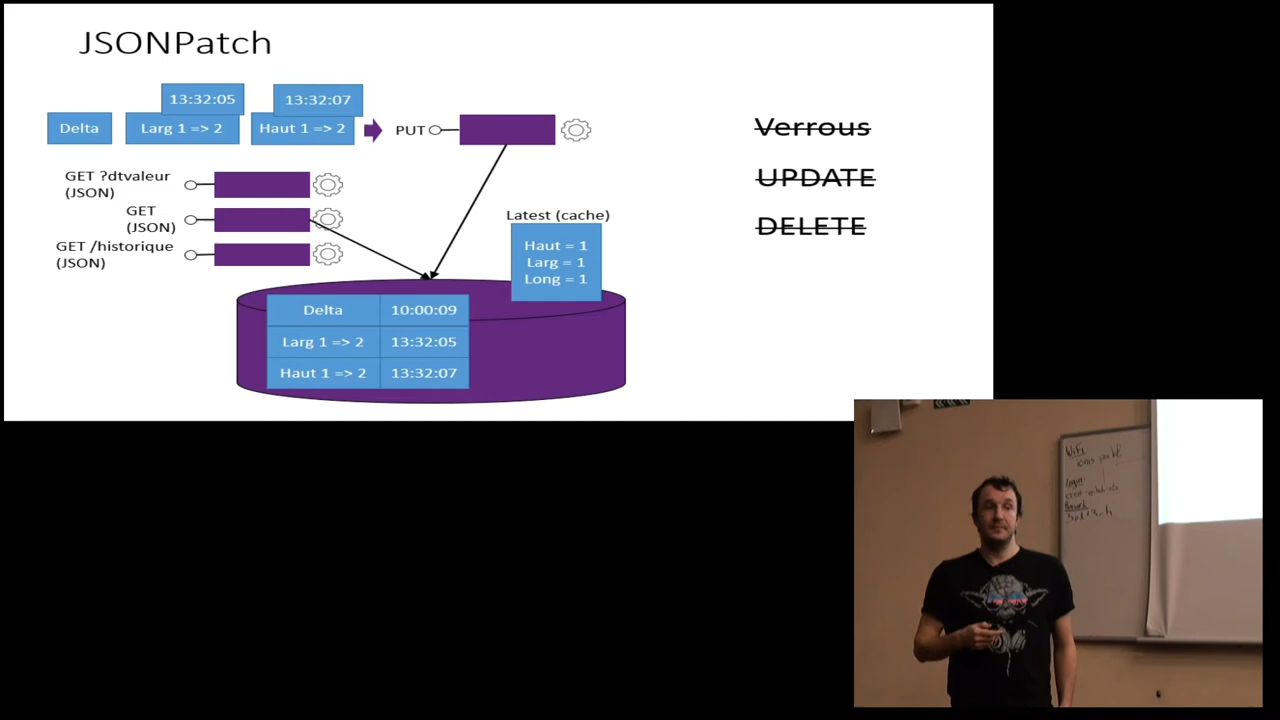 JSONPatch
13:32:05
13:32:07
Delta
Larg 1 => 2
Haut 1 => 2
PUT
Verrous
GET ?dtvaleur
(JSON)
UPDATE
GET
(JSON)
Latest (cache)
DELETE
GET /historique
(JSON)
Haut = 1
Larg = 1
Long = 1
Delta 10:00:09
Larg 1 => 2 13:32:05
Haut 1 => 2 13:32:07
WiFi